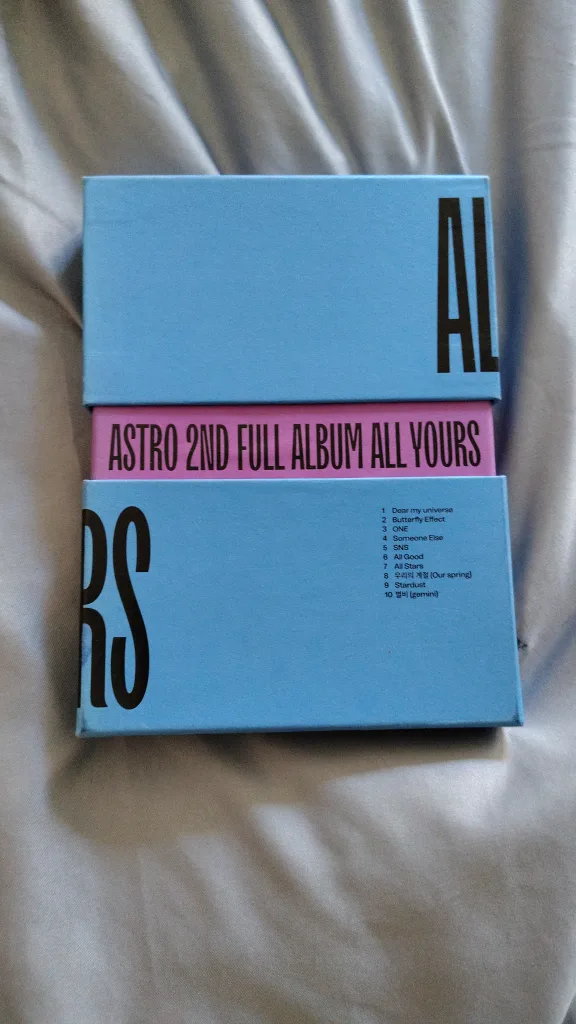 AL
ASTRO 2ND FULL ALBUM ALL YOURS
RS
1 Dear my universe
2 Butterfly Effect
3 ONE
4 Someone Else
5 SNS
6 All Good
7 All Stars
8 우리의 계절 (Our spring)
9 Stardust
10 별비 (gemini)